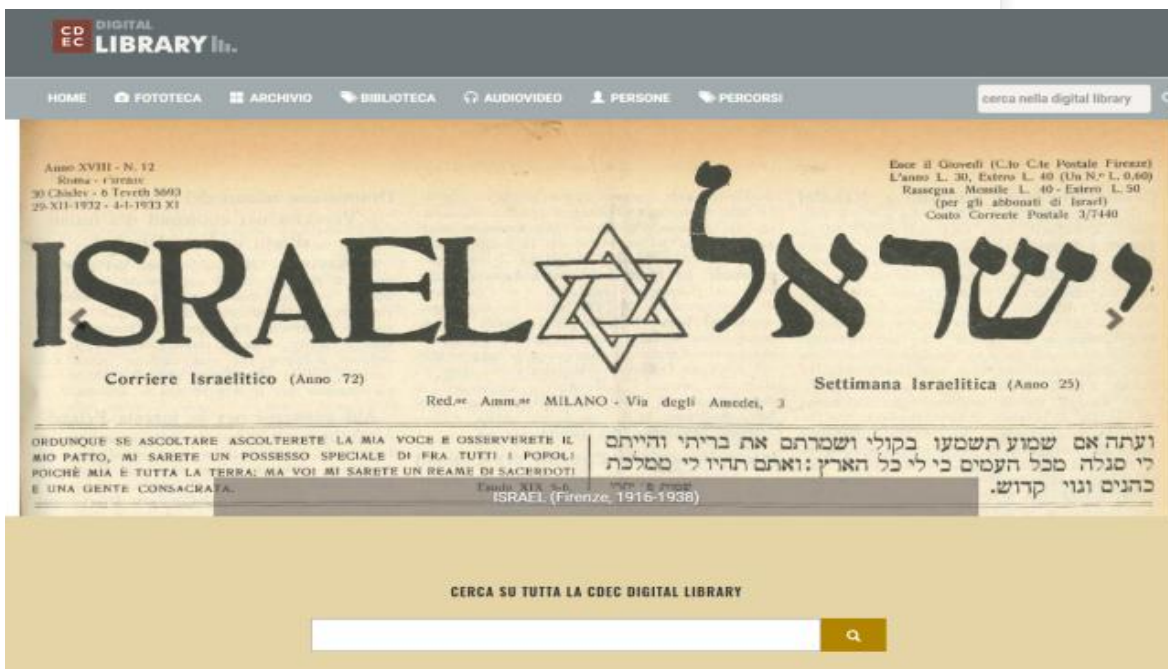 CD
EC
DIGITAL
LIBRARY
HOME FOTOTECA ARCHIVIO BIBLIOTECA AUDIOVIDEO PERSONE PERCORSI cerca nella digital library
Anno XVIII - N. 12
Roma - Firenze
30 Chislev - 6 Teveth 5693
29-XII-1932 - 4-1-1933 XI
Esce il Giovedì (C.to C.te Postale Firenze)
L'anno L. 30, Estero L. 40 (Un N.º L. 0,60)
Rassegna Mensile L. 40 - Estero L. 50
(per gli abbonati di Israel)
Conto Corrente Postale 3/7440
ISRAEL ישראל
Corriere Israelitico (Anno 72)
Settimana Israelitica (Anno 25)
Red.ne Amm.ne MILANO - Via degli Amedei, 3
ORDUNQUE SE ASCOLTARE ASCOLTERETE LA MIA VOCE E OSSERVERETE IL
MIO PATTO, MI SARETE UN POSSESSO SPECIALE DI FRA TUTTI I POPOLI
POICHÈ MIA È TUTTA LA TERRA; MA VOI MI SARETE UN REAME DI SACERDOTI
E UNA GENTE CONSACRATA.
Esodo XIX 5-6.
ועתה אם שמוע תשמעו בקולי ושמרתם את בריתי והייתם
לי סגלה מכל העמים כי לי כל הארץ: ואתם תהיו לי ממלכת
כהנים וגוי קדוש.
ISRAEL (Firenze, 1916-1938)
CERCA SU TUTTA LA CDEC DIGITAL LIBRARY